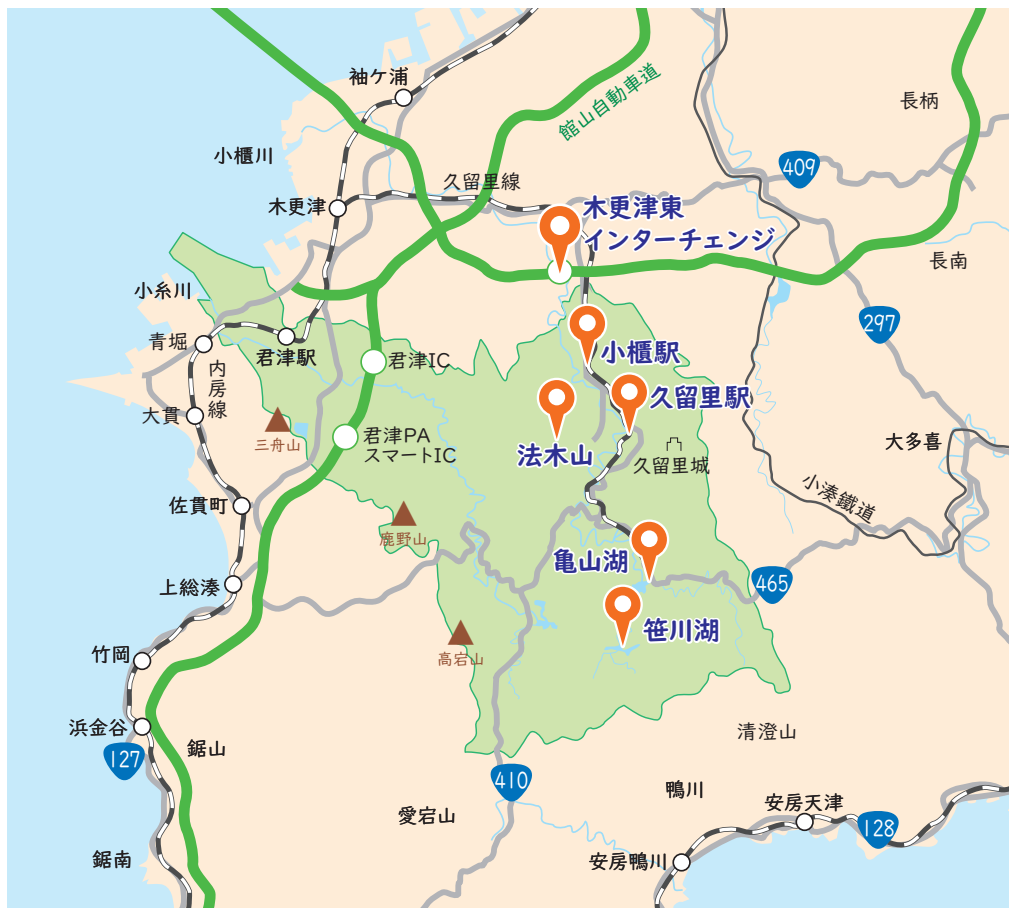 袖ケ浦
館山自動車道
長柄
小櫃川
409
久留里線
木更津
木更津東
インターチェンジ
長南
小糸川
297
青堀
君津駅
小櫃駅
君津IC
内房線
久留里駅
大貫
三舟山
君津PA
スマートIC
法木山
久留里城
大多喜
小湊鐵道
佐貫町
鹿野山
亀山湖
465
上総湊
笹川湖
竹岡
高宕山
浜金谷
127
鋸山
清澄山
410
鴨川
愛宕山
安房天津
128
鋸南
安房鴨川